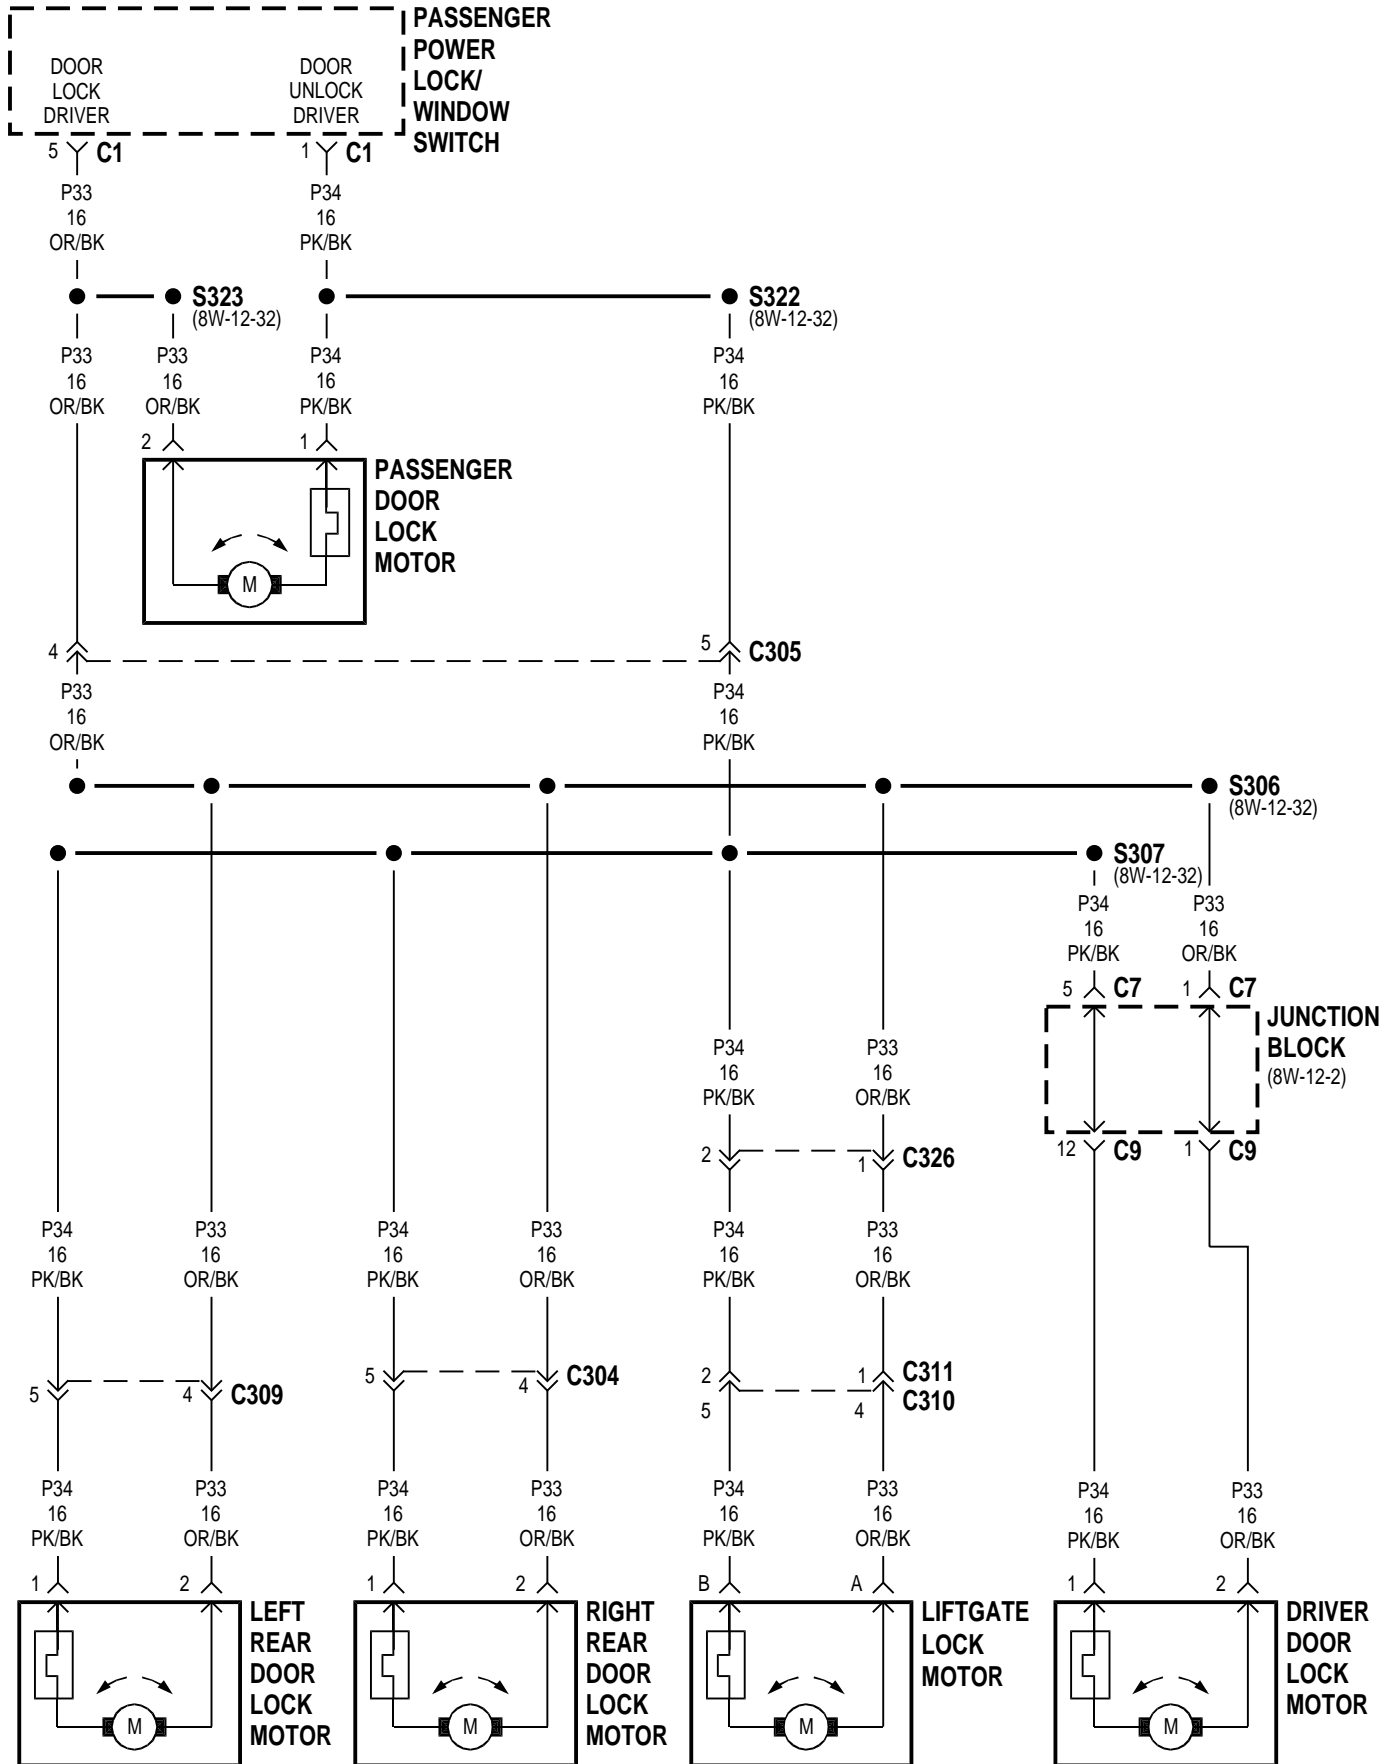 PASSENGER
POWER
LOCK/
WINDOW
SWITCH
DOOR
LOCK
DRIVER
DOOR
UNLOCK
DRIVER
5 C1
1 C1
P33
16
OR/BK
P34
16
PK/BK
S323
(8W-12-32)
S322
(8W-12-32)
P33
16
OR/BK
P33
16
OR/BK
P34
16
PK/BK
P34
16
PK/BK
2
1
PASSENGER
DOOR
LOCK
MOTOR
M
4
5 C305
P33
16
OR/BK
P34
16
PK/BK
S306
(8W-12-32)
S307
(8W-12-32)
P34
16
PK/BK
P33
16
OR/BK
5 C7
1 C7
JUNCTION
BLOCK
(8W-12-2)
P34
16
PK/BK
P33
16
OR/BK
12 C9
1 C9
2
1 C326
P34
16
PK/BK
P33
16
OR/BK
P34
16
PK/BK
P33
16
OR/BK
P34
16
PK/BK
P33
16
OR/BK
5
4 C309
5
4 C304
2
1 C311
5
4 C310
P34
16
PK/BK
P33
16
OR/BK
P34
16
PK/BK
P33
16
OR/BK
P34
16
PK/BK
P33
16
OR/BK
P34
16
PK/BK
P33
16
OR/BK
1
2
1
2
B
A
1
2
LEFT
REAR
DOOR
LOCK
MOTOR
M
RIGHT
REAR
DOOR
LOCK
MOTOR
M
LIFTGATE
LOCK
MOTOR
M
DRIVER
DOOR
LOCK
MOTOR
M